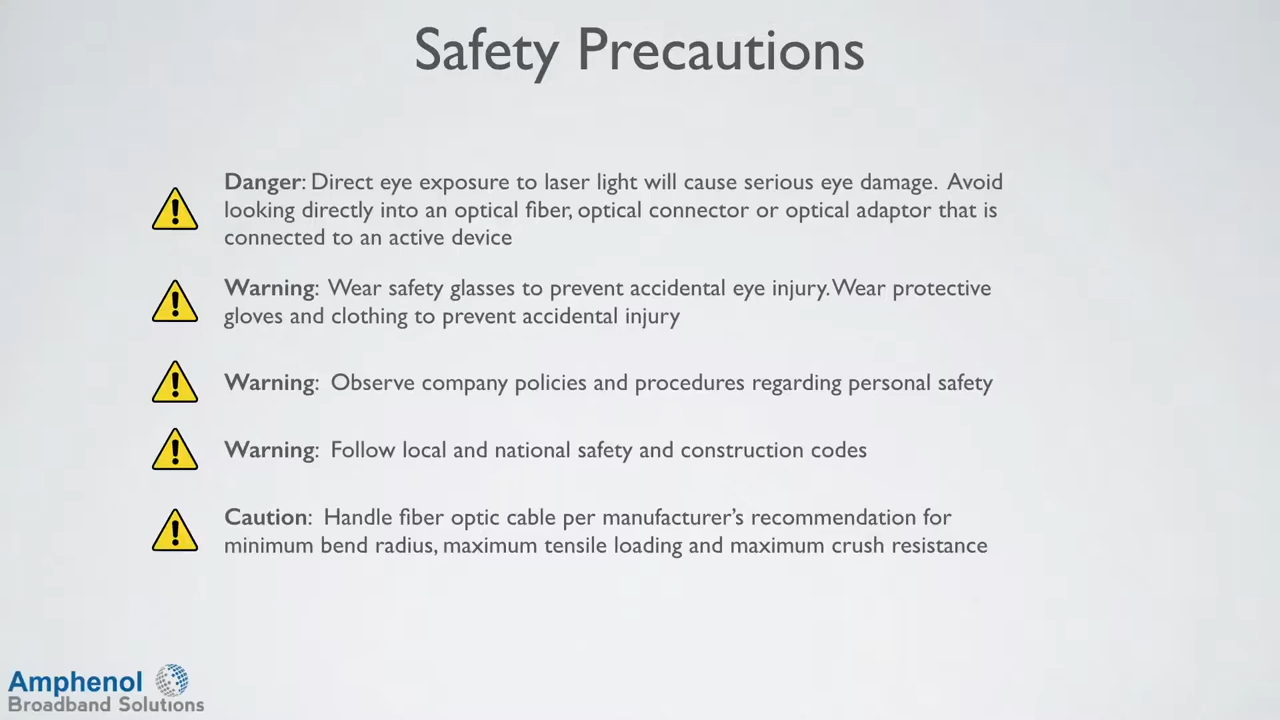 Safety Precautions
Danger: Direct eye exposure to laser light will cause serious eye damage.  Avoid
looking directly into an optical fiber, optical connector or optical adaptor that is
connected to an active device
Warning:  Wear safety glasses to prevent accidental eye injury. Wear protective
gloves and clothing to prevent accidental injury
Warning:  Observe company policies and procedures regarding personal safety
Warning:  Follow local and national safety and construction codes
Caution:  Handle fiber optic cable per manufacturer’s recommendation for
minimum bend radius, maximum tensile loading and maximum crush resistance
Amphenol
Broadband Solutions